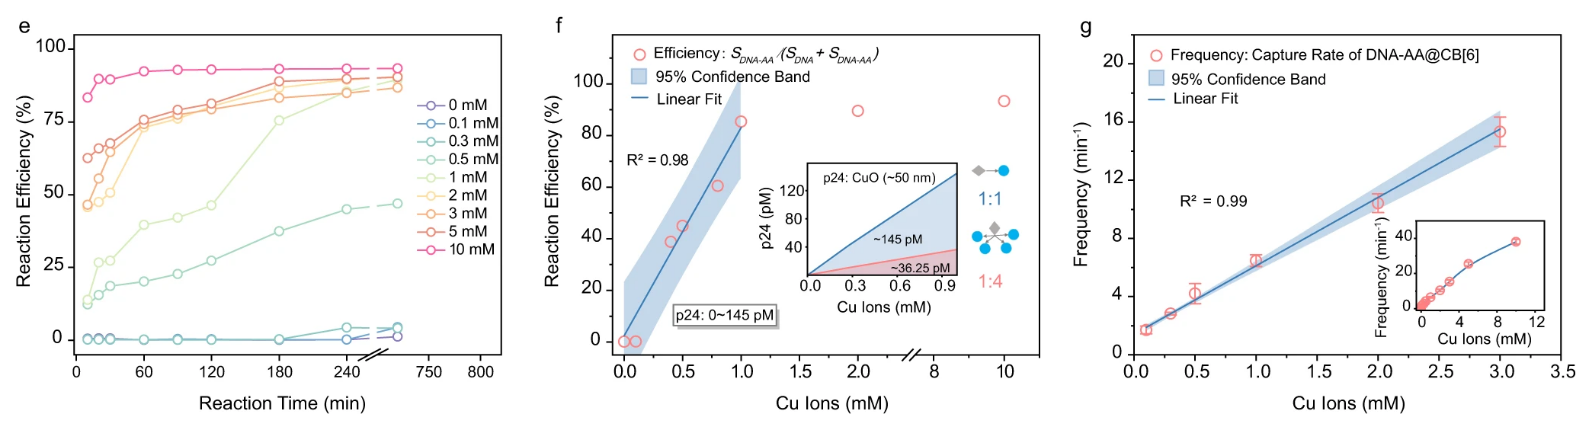 e
100
75
50
25
0
Reaction Efficiency (%)
0 60 120 180 240 750 800
Reaction Time (min)
0 mM
0.1 mM
0.3 mM
0.5 mM
1 mM
2 mM
3 mM
5 mM
10 mM
f
Efficiency: S_DNA-AA/(S_DNA + S_DNA-AA)
95% Confidence Band
Linear Fit
R² = 0.98
100
80
60
40
20
0
Reaction Efficiency (%)
p24: 0~145 pM
0.0 0.5 1.0 1.5 2.0 8 10
Cu Ions (mM)
p24: CuO (~50 nm)
120
80
40
p24 (pM)
~145 pM
~36.25 pM
0.0 0.3 0.6 0.9
Cu Ions (mM)
1:1
1:4
g
Frequency: Capture Rate of DNA-AA@CB[6]
95% Confidence Band
Linear Fit
R² = 0.99
20
16
12
8
4
0
Frequency (min⁻¹)
0.0 0.5 1.0 1.5 2.0 2.5 3.0 3.5
Cu Ions (mM)
40
20
0
Frequency (min⁻¹)
0 4 8 12
Cu Ions (mM)